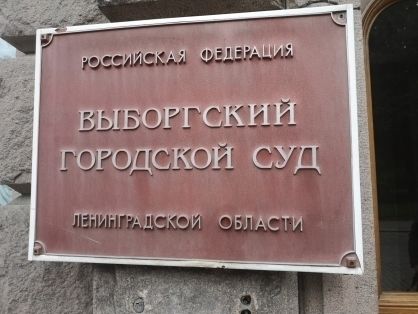 РОССИЙСКАЯ ФЕДЕРАЦИЯ
ВЫБОРГСКИЙ
ГОРОДСКОЙ СУД
ЛЕНИНГРАДСКОЙ ОБЛАСТИ